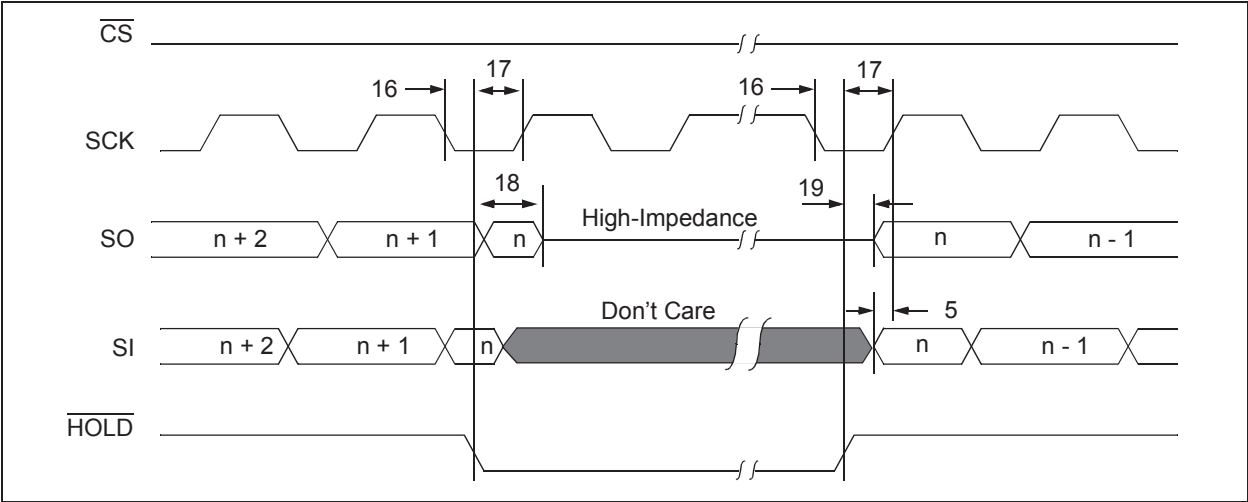 CS
16 17 16 17
SCK
18 19
High-Impedance
SO n + 2 n + 1 n n n - 1
Don't Care 5
SI n + 2 n + 1 n n n - 1
HOLD